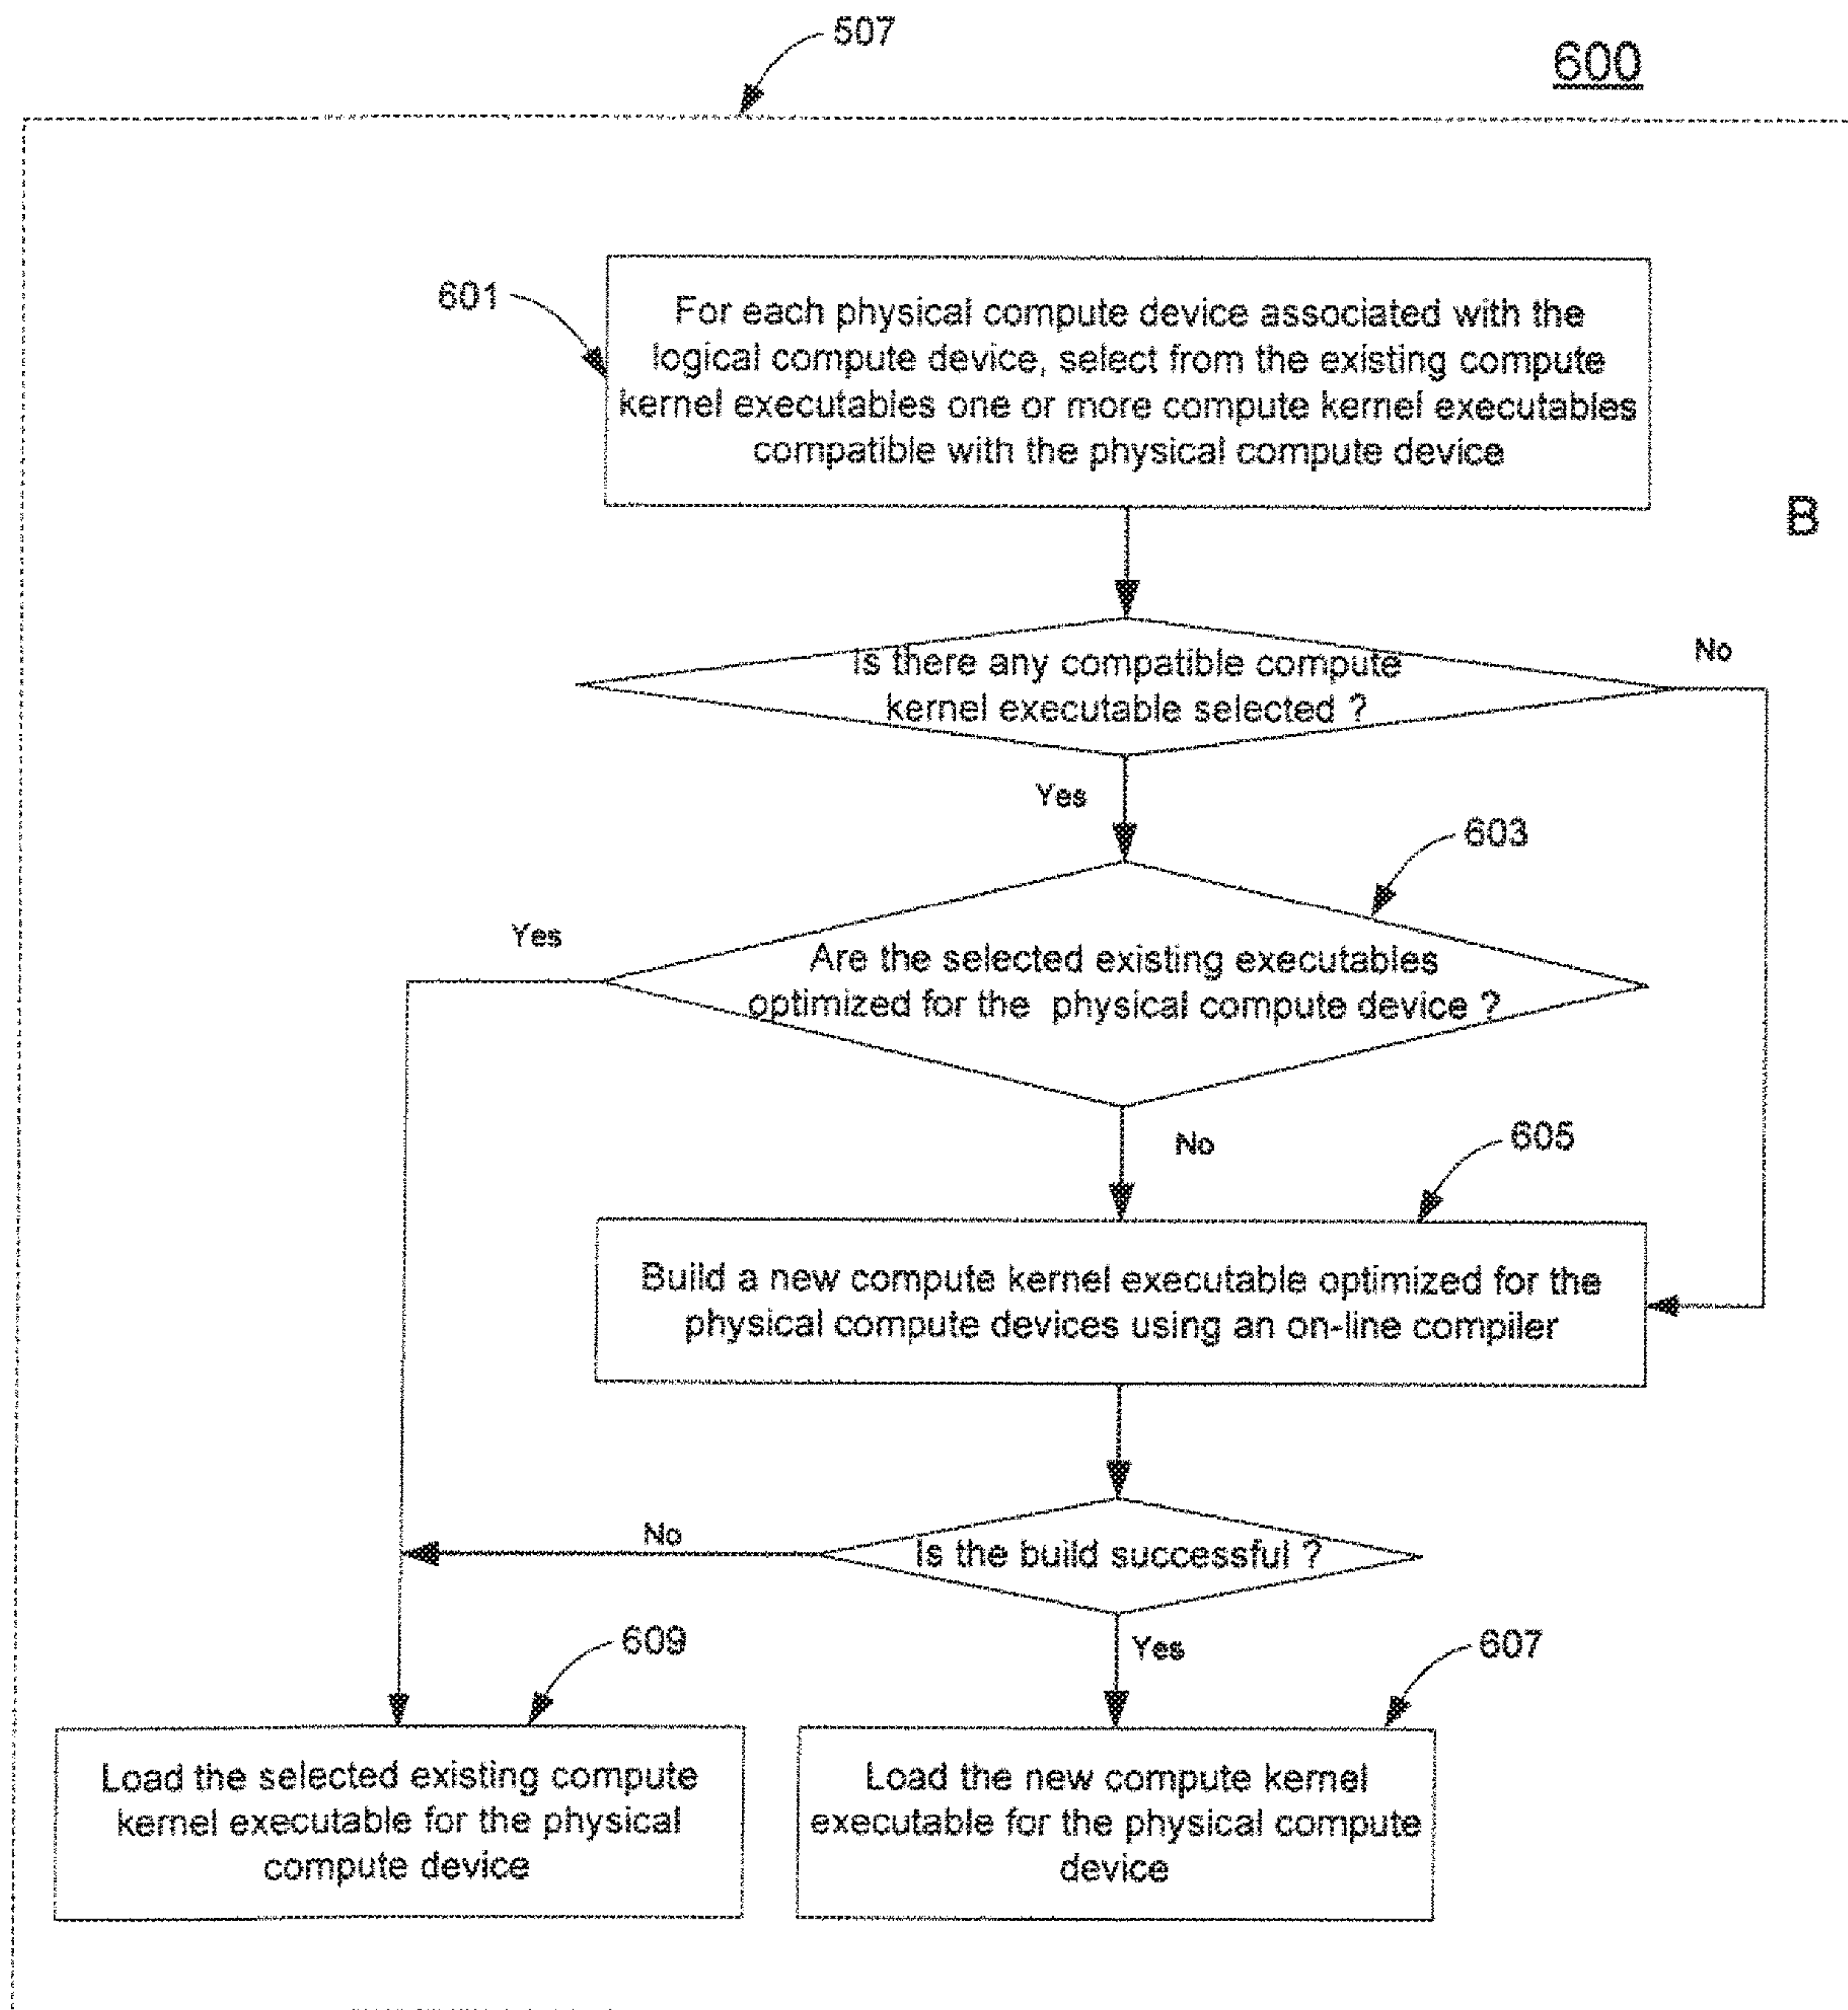 507
600
601
For each physical compute device associated with the
logical compute device, select from the existing compute
kernel executables one or more compute kernel executables
compatible with the physical compute device
B
Is there any compatible compute
kernel executable selected ?
No
Yes
603
Yes
Are the selected existing executables
optimized for the physical compute device ?
No
605
Build a new compute kernel executable optimized for the
physical compute devices using an on-line compiler
No
Is the build successful ?
609
Yes
607
Load the selected existing compute
kernel executable for the physical
compute device
Load the new compute kernel
executable for the physical compute
device